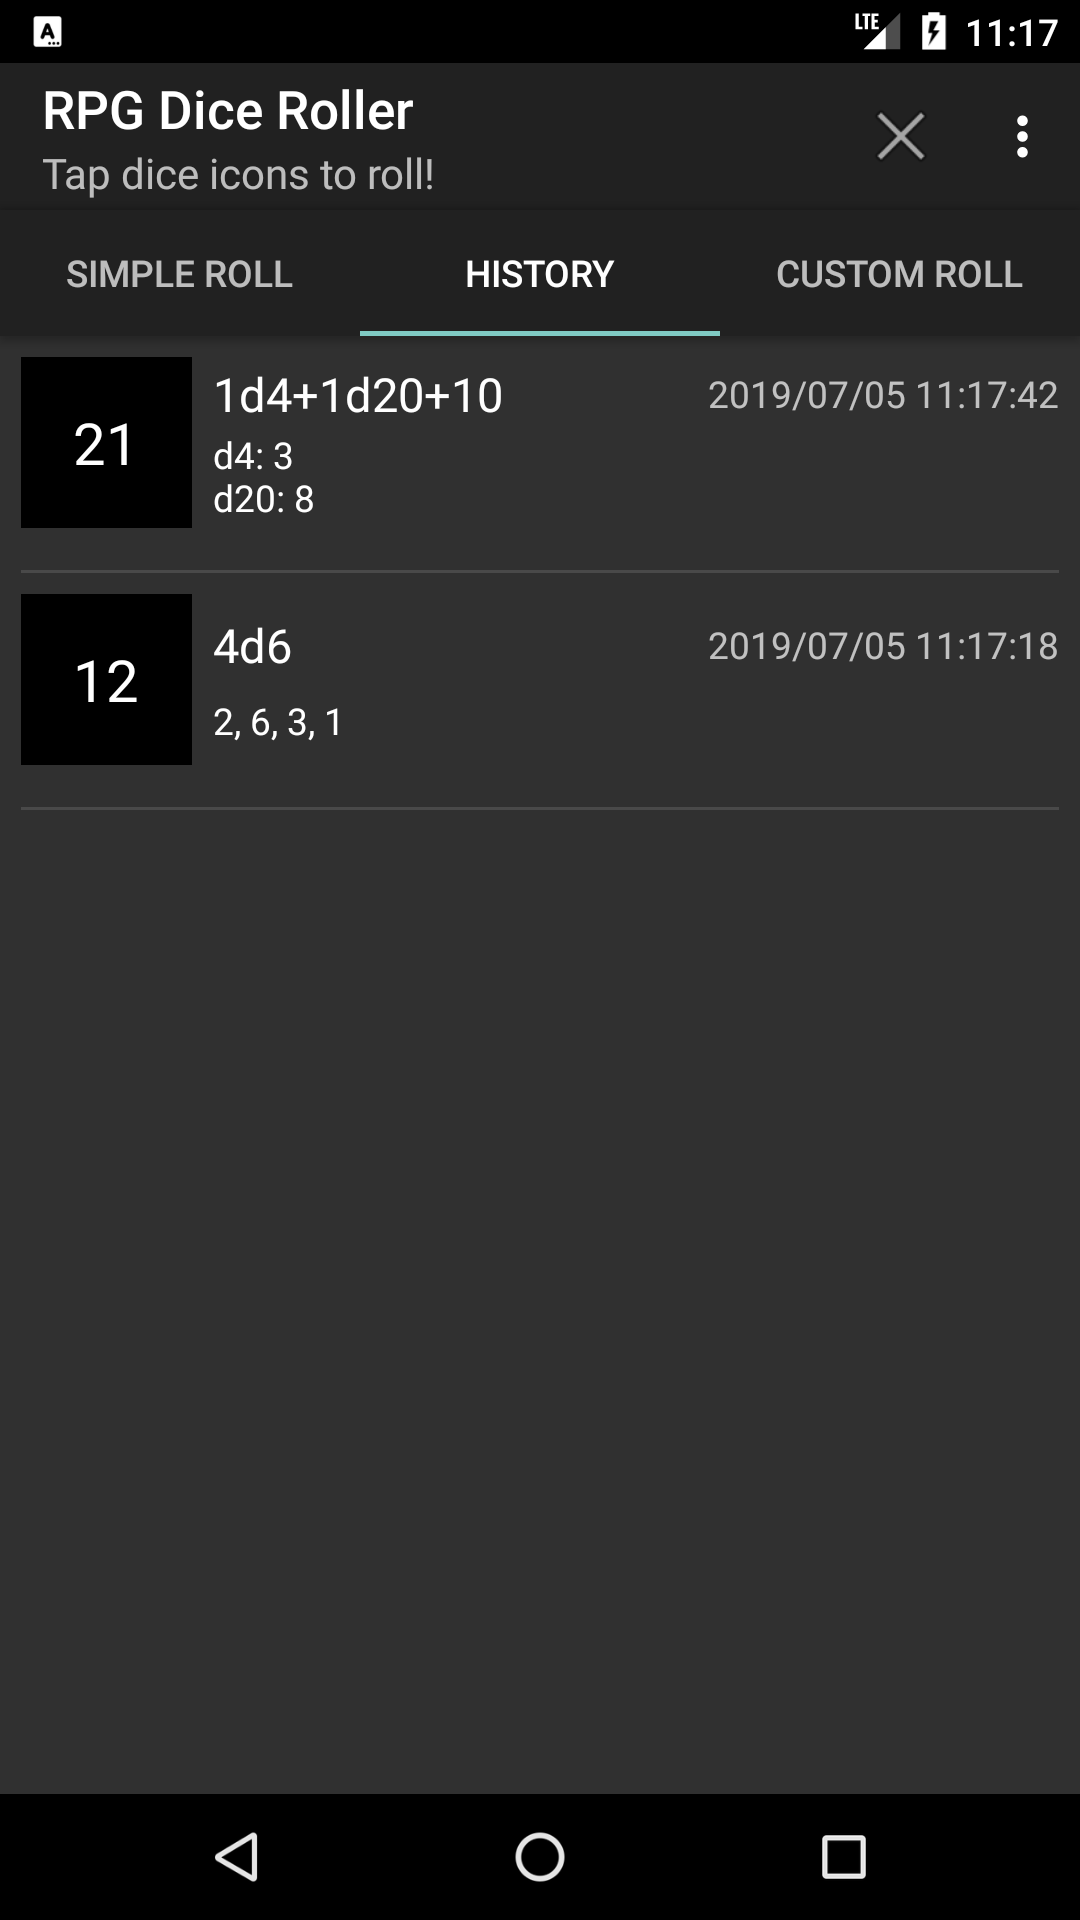 A
LTE
11:17
RPG Dice Roller
Tap dice icons to roll!
SIMPLE ROLL
HISTORY
CUSTOM ROLL
21
1d4+1d20+10
2019/07/05 11:17:42
d4: 3
d20: 8
12
4d6
2019/07/05 11:17:18
2, 6, 3, 1